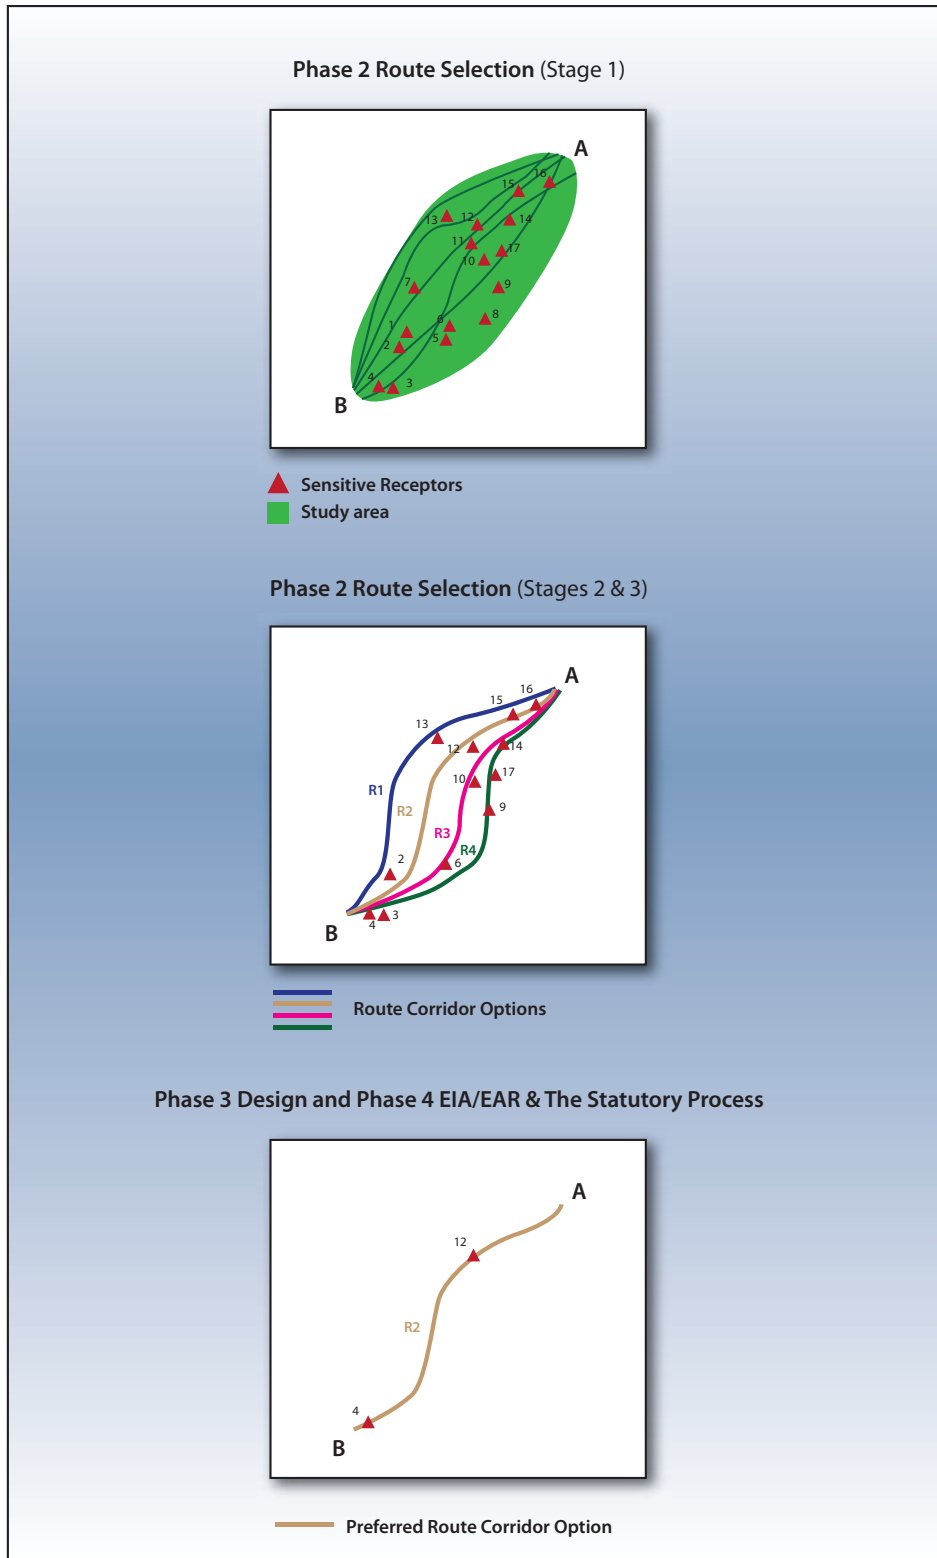 Phase 2 Route Selection (Stage 1)
A
16
15
13
12
14
11
17
10
7
9
8
6
1
5
2
4
3
B
Sensitive Receptors
Study area
Phase 2 Route Selection (Stages 2 & 3)
A
16
15
13
12
14
17
10
R1
R2
9
R3
R4
2
6
4
3
B
Route Corridor Options
Phase 3 Design and Phase 4 EIA/EAR & The Statutory Process
A
12
R2
4
B
Preferred Route Corridor Option